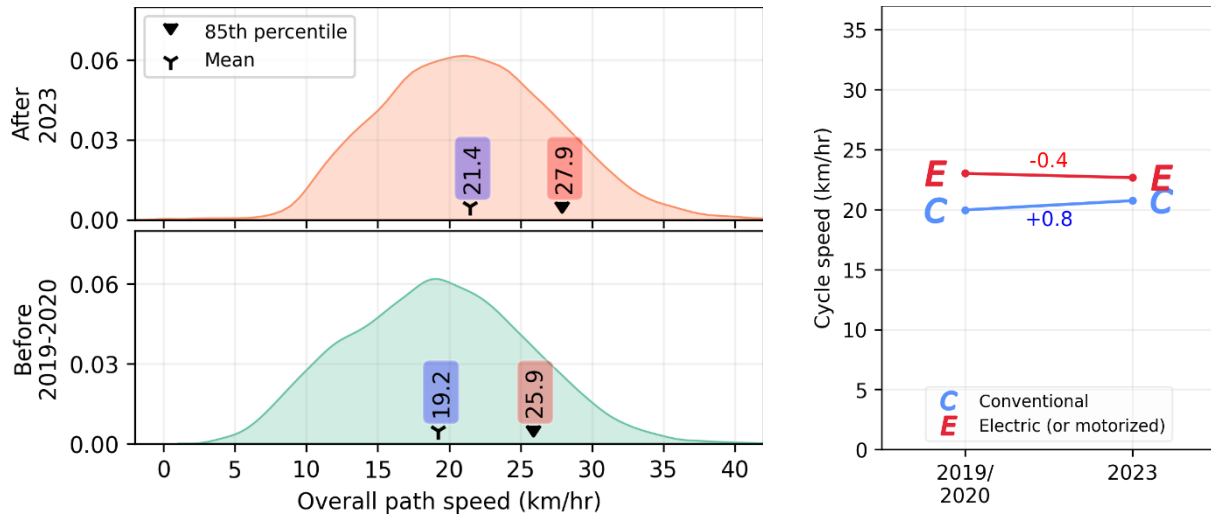 85th percentile
Mean
After
2023
0.06
0.03
0.00
21.4
27.9
Before
2019-2020
0.06
0.03
0.00
19.2
25.9
0 5 10 15 20 25 30 35 40
Overall path speed (km/hr)
Cycle speed (km/hr)
35
30
25
20
15
10
5
0
E
-0.4
E
C
+0.8
C
C Conventional
E Electric (or motorized)
2019/
2020
2023